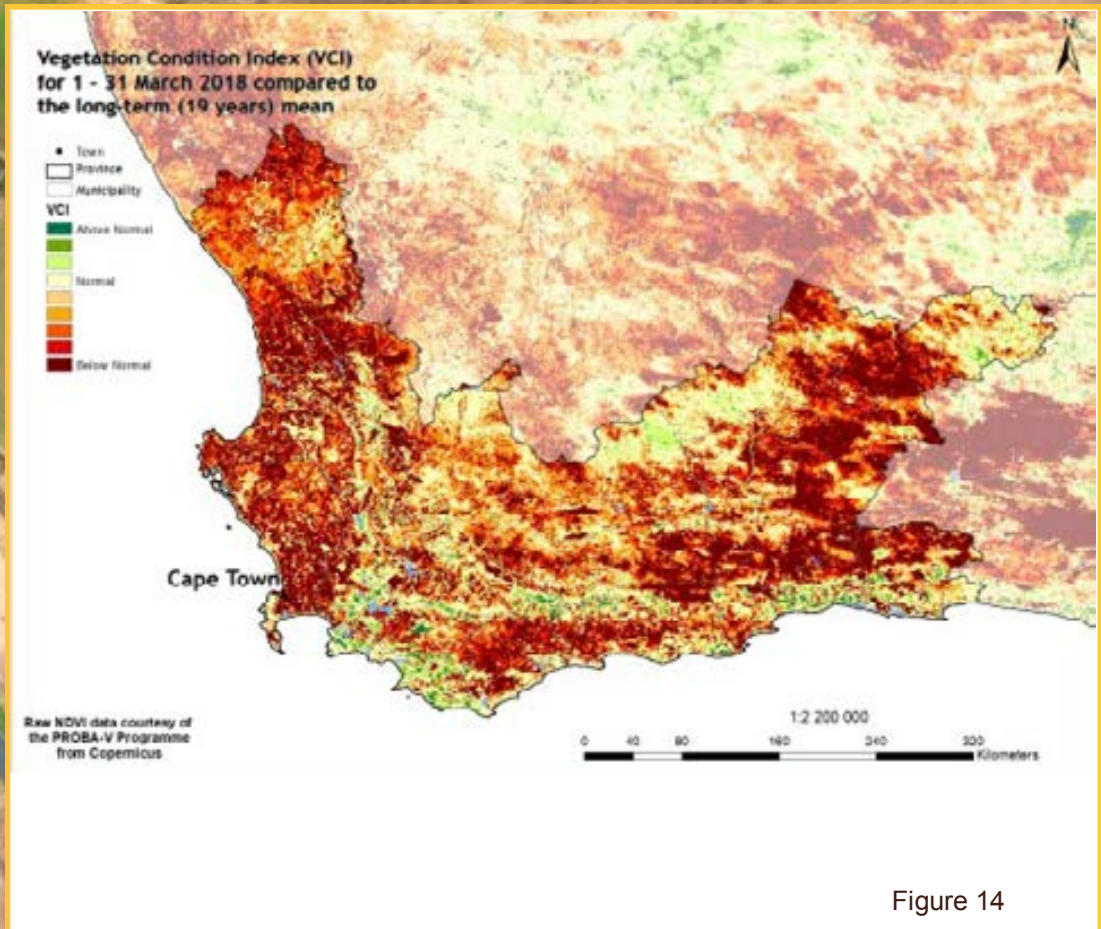 Vegetation Condition Index (VCI)
for 1 - 31 March 2018 compared to
the long-term (19 years) mean
N
Town
Province
Municipality
VCI
Above Normal
Normal
Below Normal
Cape Town
Raw NDVI data courtesy of
the PROBA-V Programme
from Copernicus
1:2 200 000
0 40 80 160 240 320
Kilometers
Figure 14